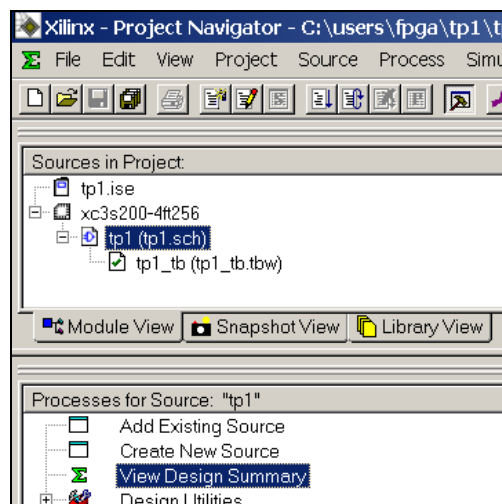 Xilinx - Project Navigator - C:\users\fpga\tp1\t
File Edit View Project Source Process Simu
Sources in Project:
tp1.ise
xc3s200-4ft256
tp1 (tp1.sch)
tp1_tb (tp1_tb.tbw)
Module View Snapshot View Library View
Processes for Source: "tp1"
Add Existing Source
Create New Source
View Design Summary
Design Utilities